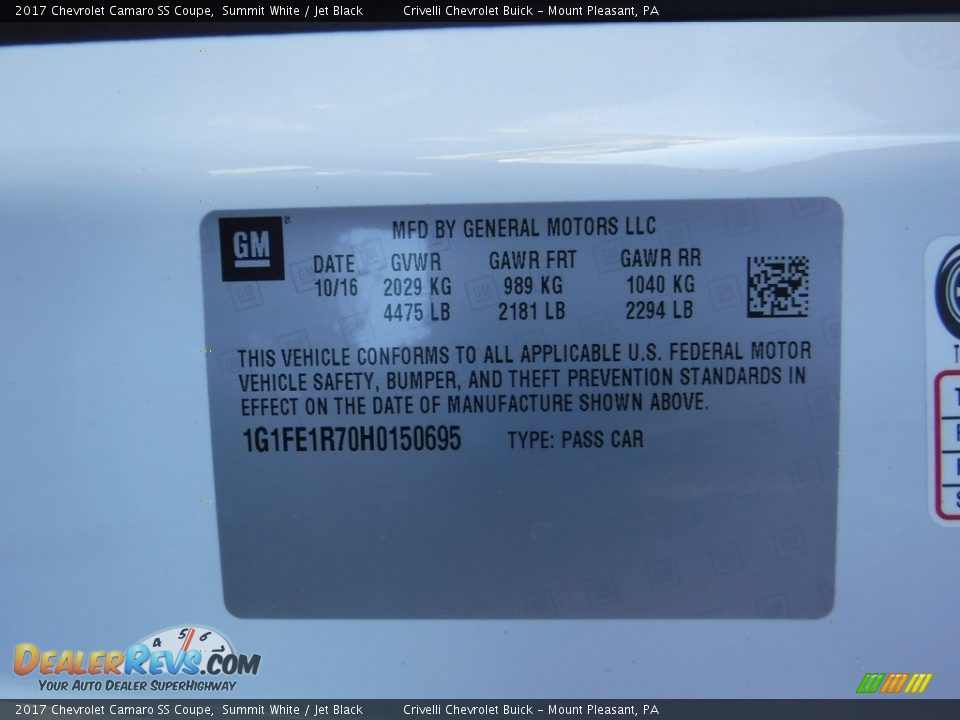 2017 Chevrolet Camaro SS Coupe, Summit White / Jet Black Crivelli Chevrolet Buick - Mount Pleasant, PA
GM
MFD BY GENERAL MOTORS LLC
DATE GVWR GAWR FRT GAWR RR
10/16 2029 KG 989 KG 1040 KG
4475 LB 2181 LB 2294 LB
THIS VEHICLE CONFORMS TO ALL APPLICABLE U.S. FEDERAL MOTOR
VEHICLE SAFETY, BUMPER, AND THEFT PREVENTION STANDARDS IN
EFFECT ON THE DATE OF MANUFACTURE SHOWN ABOVE.
1G1FE1R70H0150695 TYPE: PASS CAR
4 5 6 7
DEALERREVS.COM
YOUR AUTO DEALER SUPERHIGHWAY
2017 Chevrolet Camaro SS Coupe, Summit White / Jet Black Crivelli Chevrolet Buick - Mount Pleasant, PA